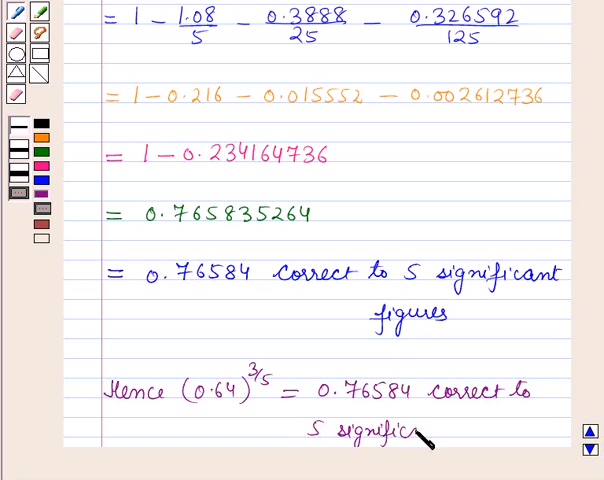 = 1 - 1.08/5 - 0.3888/25 - 0.326592/125
= 1 - 0.216 - 0.015552 - 0.002612736
= 1 - 0.234164736
= 0.765835264
= 0.76584 correct to 5 significant
figures
Hence (0.64)^3/5 = 0.76584 correct to
5 significa